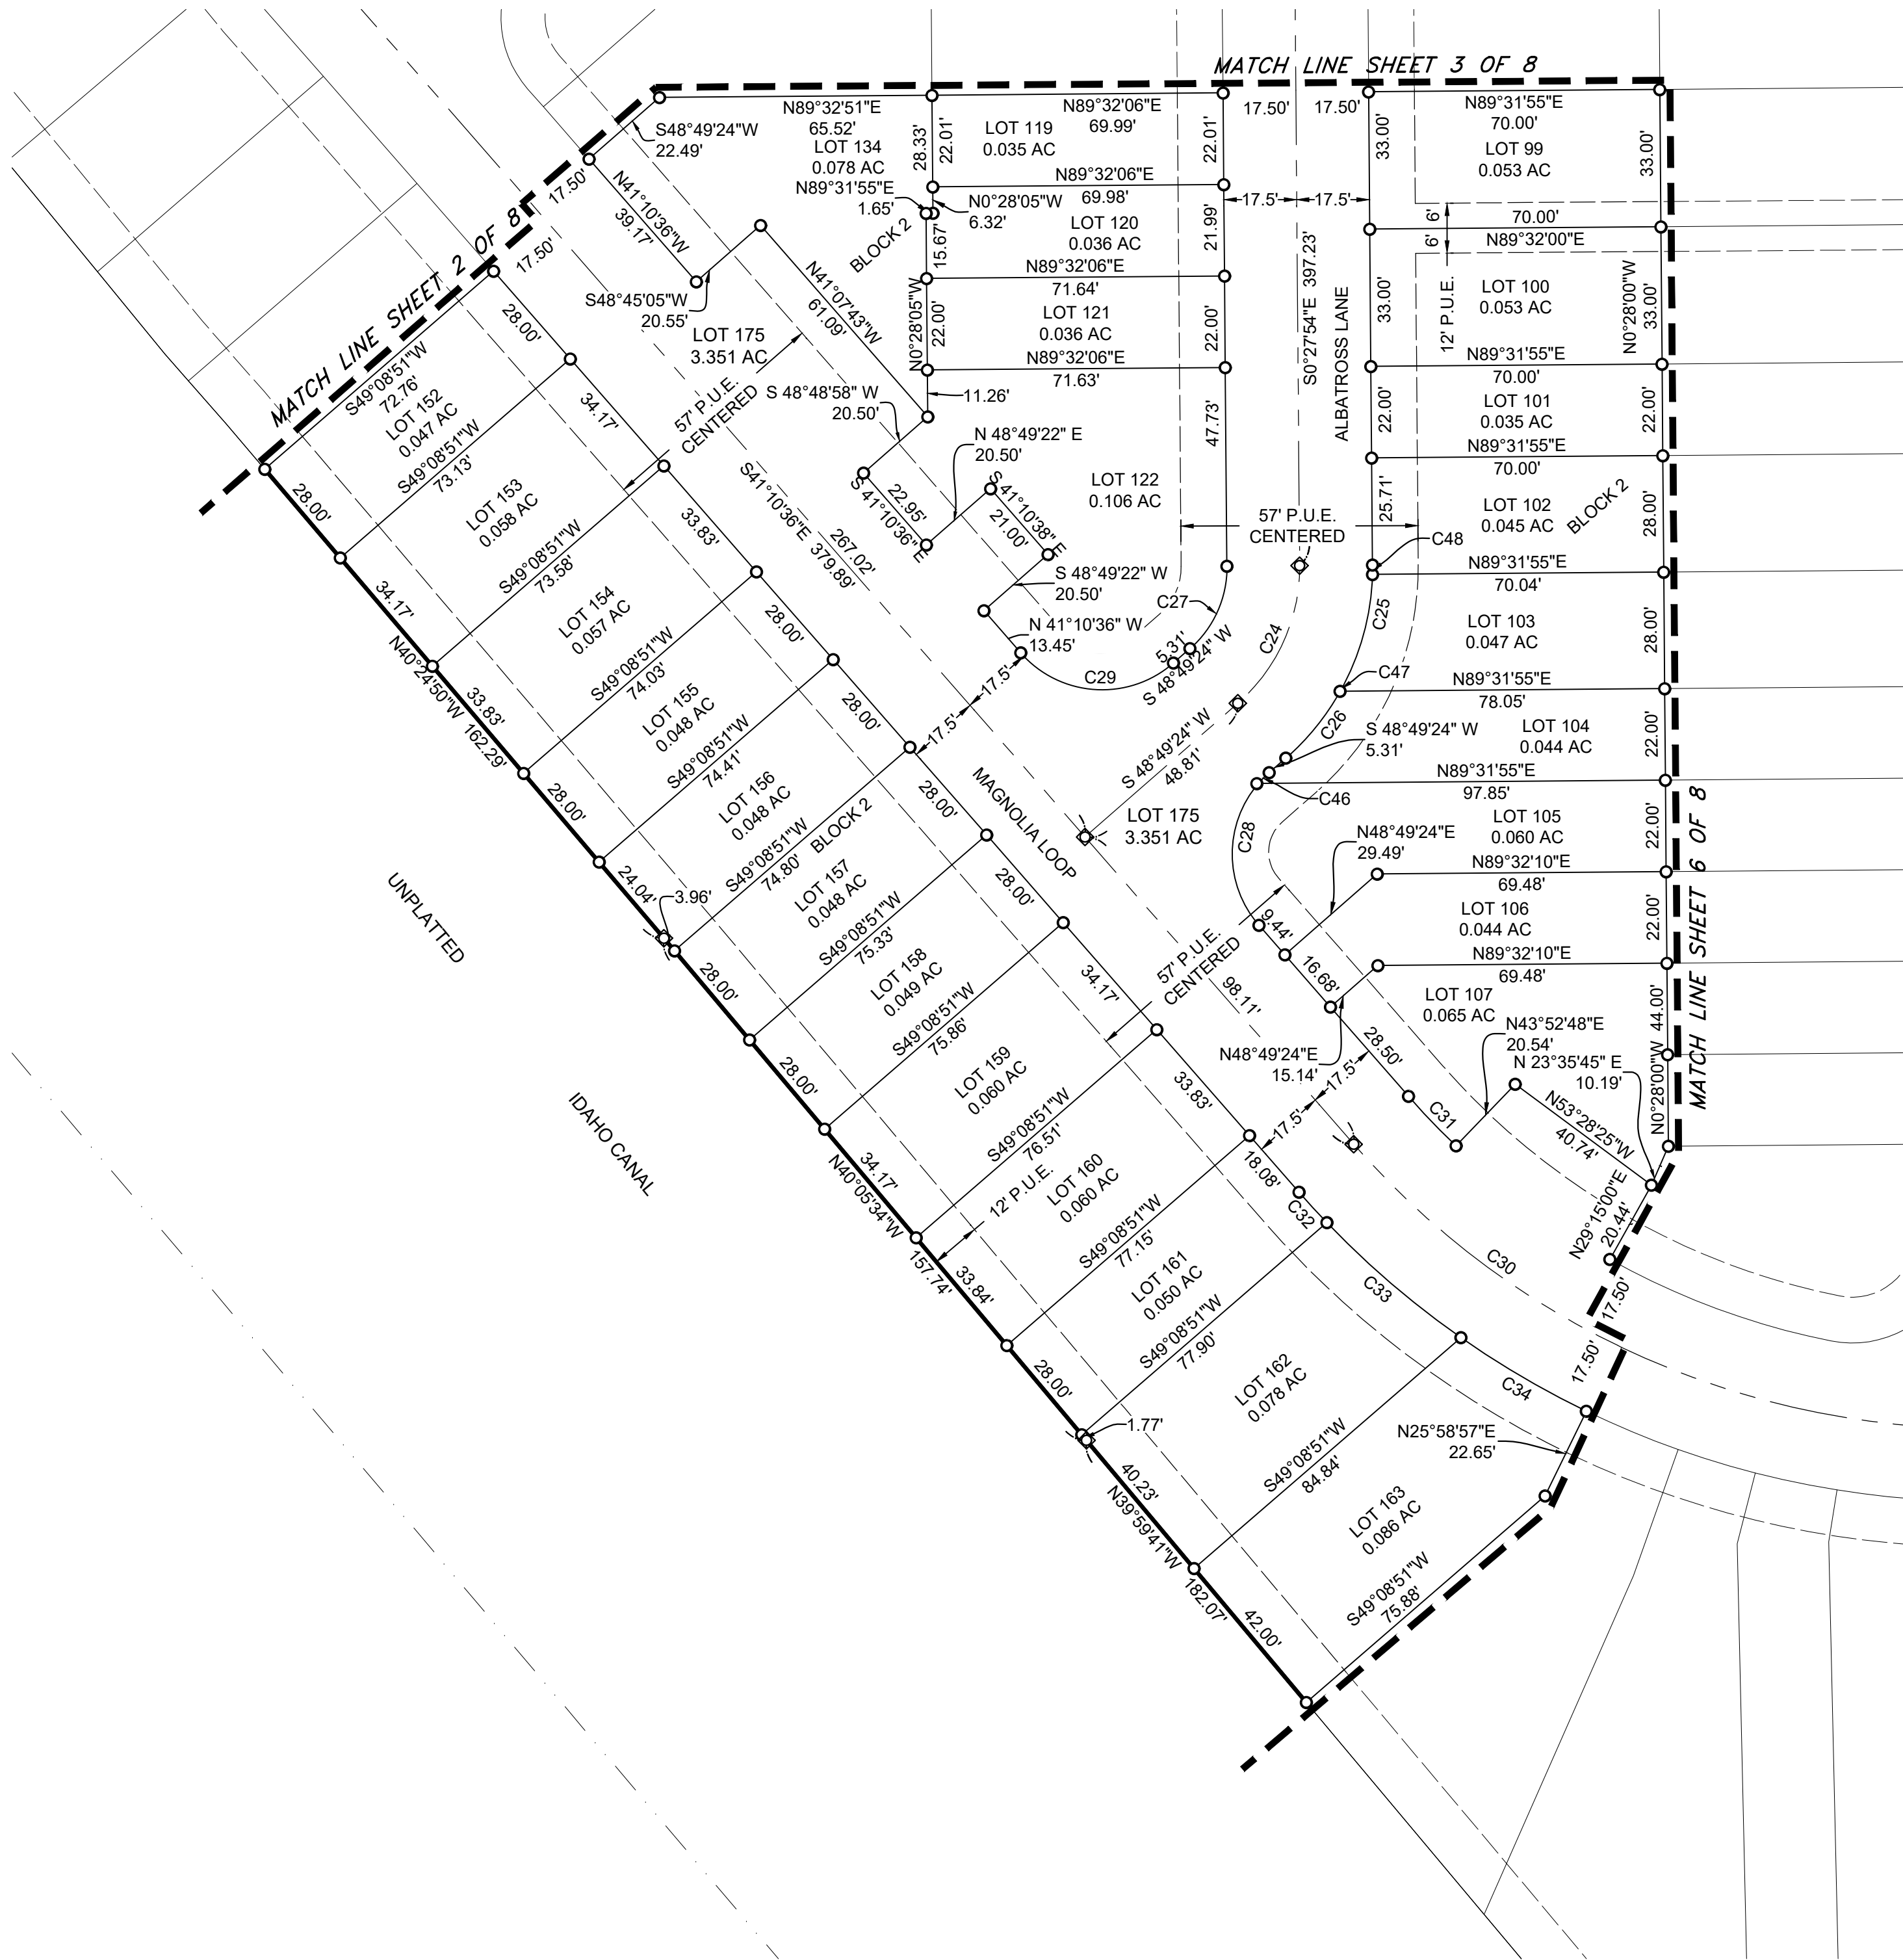 MATCH LINE SHEET 3 OF 8
MATCH LINE SHEET 2 OF 8
MATCH LINE SHEET 6 OF 8
N89°32'51"E
65.52'
LOT 134
0.078 AC
S48°49'24"W
22.49'
17.50'
17.50'
N41°10'36"W
39.17'
S48°45'05"W
20.55'
N41°07'43"W
61.09'
N89°31'55"E
1.65'
28.33'
22.01'
N89°32'06"E
69.99'
LOT 119
0.035 AC
22.01'
N89°32'06"E
69.98'
N0°28'05"W
6.32'
LOT 120
0.036 AC
15.67'
21.99'
BLOCK 2
N89°32'06"E
71.64'
LOT 121
0.036 AC
N0°28'05"W
22.00'
22.00'
N89°32'06"E
71.63'
11.26'
47.73'
LOT 175
3.351 AC
57' P.U.E.
CENTERED
S 48°48'58" W
20.50'
N 48°49'22" E
20.50'
22.95'
S 41°10'36" E
S 41°10'38" E
21.00'
LOT 122
0.106 AC
S 48°49'22" W
20.50'
N 41°10'36" W
13.45'
C29
C27
5.31'
S 48°49'24" W
17.5'
17.5'
17.50'
17.50'
17.5'
17.5'
S0°27'54"E 397.23'
ALBATROSS LANE
57' P.U.E.
CENTERED
C24
S 48°49'24" W
48.81'
N89°31'55"E
70.00'
LOT 99
0.053 AC
33.00'
33.00'
6'
6'
70.00'
N89°32'00"E
LOT 100
0.053 AC
33.00'
12' P.U.E.
N0°28'00"W
33.00'
N89°31'55"E
70.00'
LOT 101
0.035 AC
22.00'
22.00'
N89°31'55"E
70.00'
LOT 102
0.045 AC
BLOCK 2
25.71'
28.00'
C48
N89°31'55"E
70.04'
LOT 103
0.047 AC
C25
28.00'
C47
N89°31'55"E
78.05'
LOT 104
0.044 AC
C26
22.00'
S 48°49'24" W
5.31'
N89°31'55"E
97.85'
C46
C28
LOT 105
0.060 AC
22.00'
N48°49'24"E
29.49'
N89°32'10"E
69.48'
LOT 106
0.044 AC
22.00'
9.44'
16.68'
N89°32'10"E
69.48'
LOT 107
0.065 AC
N0°28'00"W 44.00'
N48°49'24"E
15.14'
28.50'
N43°52'48"E
20.54'
N 23°35'45" E
10.19'
N53°28'25"W
40.74'
C31
N29°15'00"E
20.44'
17.50'
17.50'
C30
LOT 175
3.351 AC
57' P.U.E.
CENTERED
98.11'
17.5'
17.5'
S41°10'36"E 379.89'
267.02'
MAGNOLIA LOOP
S49°08'51"W
72.76'
LOT 152
0.047 AC
28.00'
28.00'
S49°08'51"W
73.13'
LOT 153
0.058 AC
34.17'
34.17'
S49°08'51"W
73.58'
LOT 154
0.057 AC
33.83'
N40°24'50"W 162.29'
33.83'
S49°08'51"W
74.03'
LOT 155
0.048 AC
28.00'
28.00'
S49°08'51"W
74.41'
LOT 156
0.048 AC
28.00'
24.04'
3.96'
S49°08'51"W
74.80'
BLOCK 2
LOT 157
0.048 AC
28.00'
28.00'
S49°08'51"W
75.33'
LOT 158
0.049 AC
28.00'
28.00'
S49°08'51"W
75.86'
LOT 159
0.060 AC
34.17'
34.17'
N40°05'34"W
157.74'
S49°08'51"W
76.51'
12' P.U.E.
LOT 160
0.060 AC
33.83'
33.84'
S49°08'51"W
77.15'
LOT 161
0.050 AC
18.08'
C32
28.00'
1.77'
S49°08'51"W
77.90'
LOT 162
0.078 AC
C33
40.23'
N39°59'41"W
182.07'
S49°08'51"W
84.84'
LOT 163
0.086 AC
C34
N25°58'57"E
22.65'
42.00'
S49°08'51"W
75.88'
UNPLATTED
IDAHO CANAL